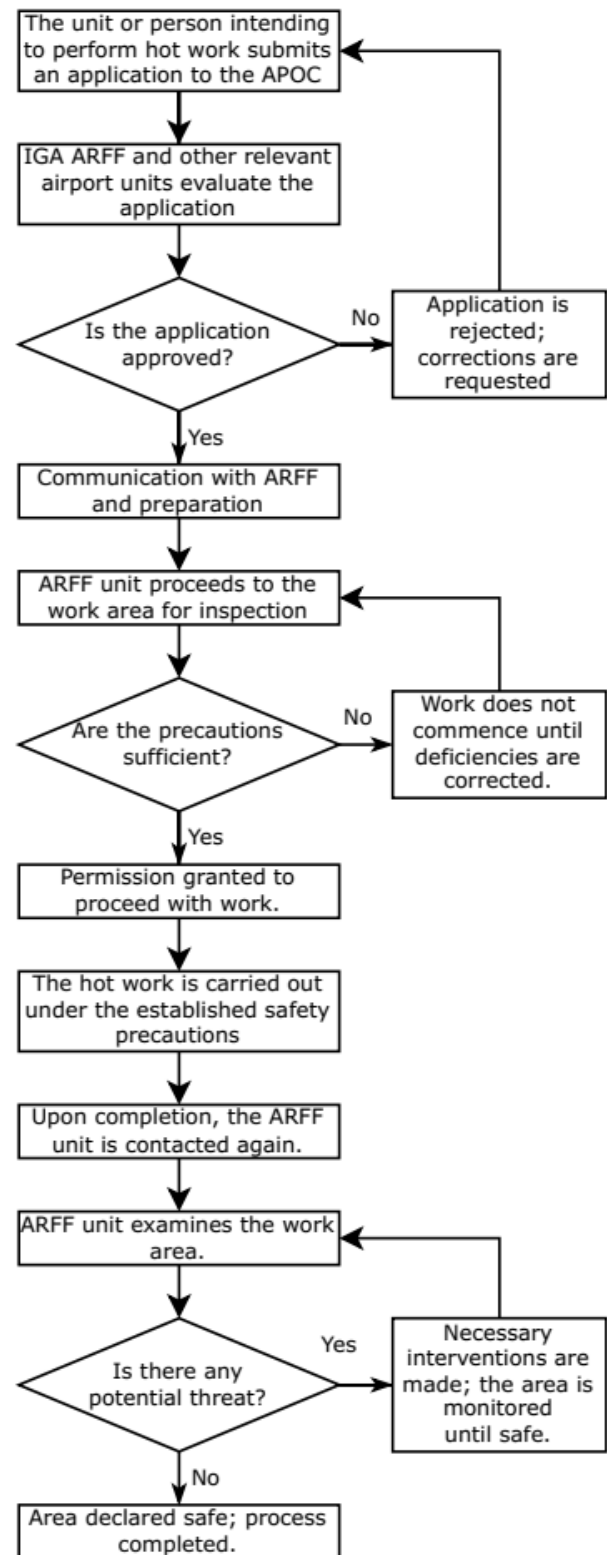 The unit or person intending
to perform hot work submits
an application to the APOC
IGA ARFF and other relevant
airport units evaluate the
application
Is the application
approved?
No
Application is
rejected;
corrections are
requested
Yes
Communication with ARFF
and preparation
ARFF unit proceeds to the
work area for inspection
Are the precautions
sufficient?
No
Work does not
commence until
deficiencies are
corrected.
Yes
Permission granted to
proceed with work.
The hot work is carried out
under the established safety
precautions
Upon completion, the ARFF
unit is contacted again.
ARFF unit examines the work
area.
Is there any
potential threat?
Yes
Necessary
interventions are
made; the area is
monitored
until safe.
No
Area declared safe; process
completed.